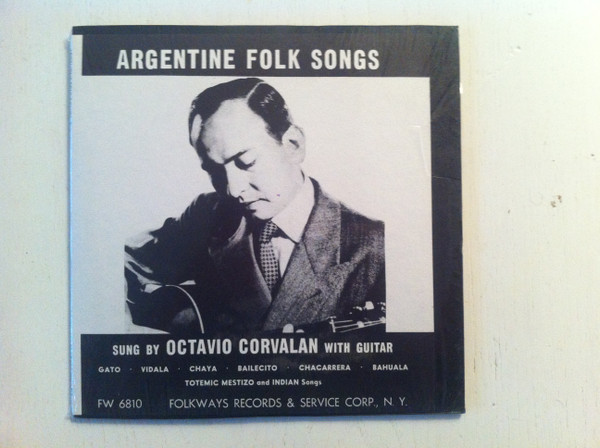 ARGENTINE FOLK SONGS
SUNG BY OCTAVIO CORVALAN WITH GUITAR
GATO · VIDALA · CHAYA · BAILECITO · CHACARRERA · BAHUALA
TOTEMIC MESTIZO and INDIAN Songs
FW 6810 FOLKWAYS RECORDS & SERVICE CORP., N. Y.